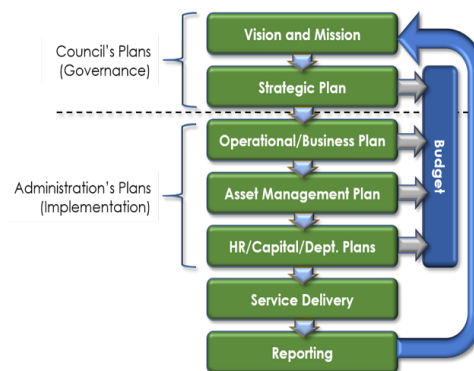 Council's Plans
(Governance)
Vision and Mission
Strategic Plan
Administration's Plans
(Implementation)
Operational/Business Plan
Asset Management Plan
HR/Capital/Dept. Plans
Budget
Service Delivery
Reporting